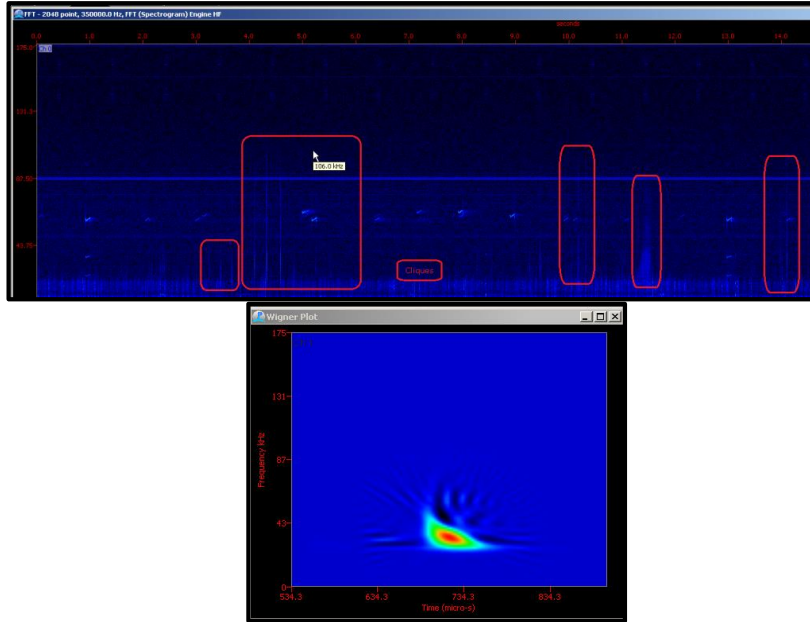 FFT - 2048 point, 350000.0 Hz, FFT (Spectrogram) Engine HF
seconds
0.0 1.0 2.0 3.0 4.0 5.0 6.0 7.0 8.0 9.0 10.0 11.0 12.0 13.0 14.0
175.0
131.3
106.0 kHz
87.50
43.75
Cliques
Wigner Plot
175
131
87
43
0
Frequency kHz
534.3 634.3 734.3 834.3
Time (micro-s)